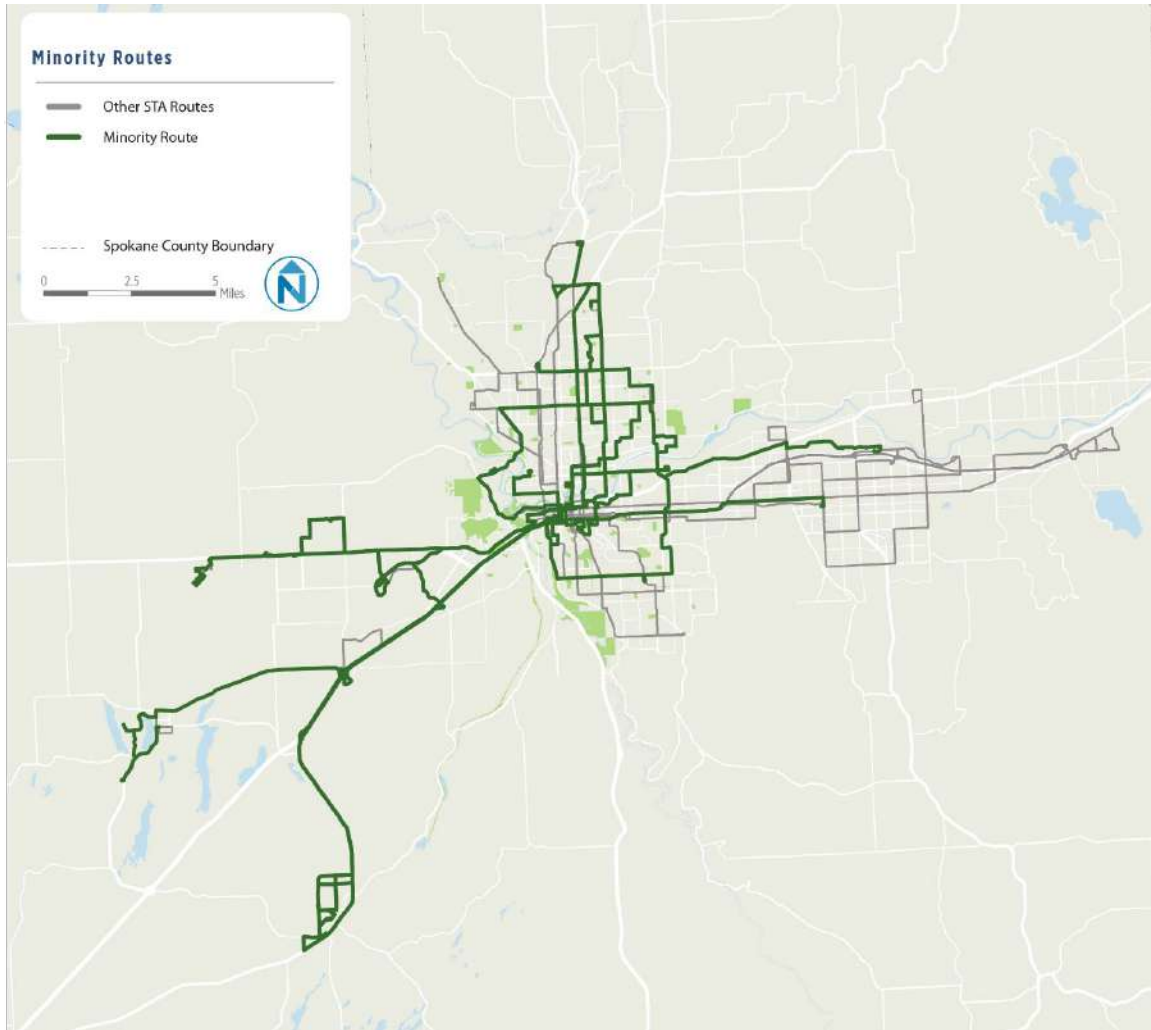 Minority Routes
Other STA Routes
Minority Route
Spokane County Boundary
0 2.5 5
Miles
N